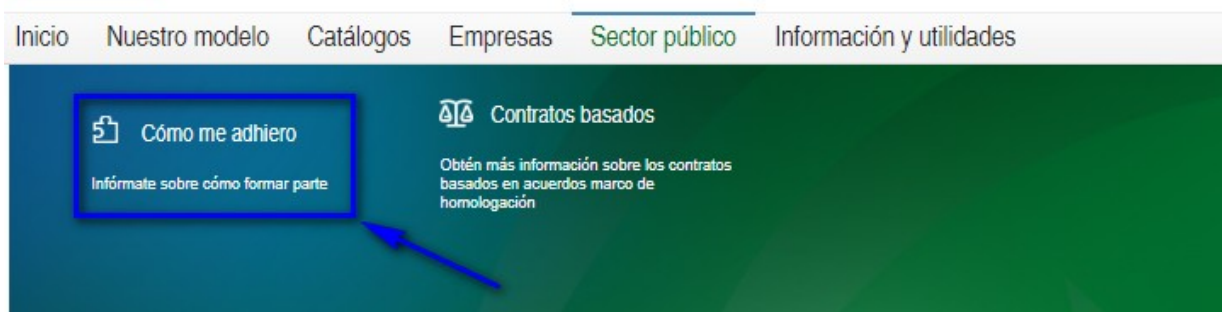 Inicio Nuestro modelo Catálogos Empresas Sector público Información y utilidades
Cómo me adhiero
Infórmate sobre cómo formar parte
Contratos basados
Obtén más información sobre los contratos
basados en acuerdos marco de
homologación